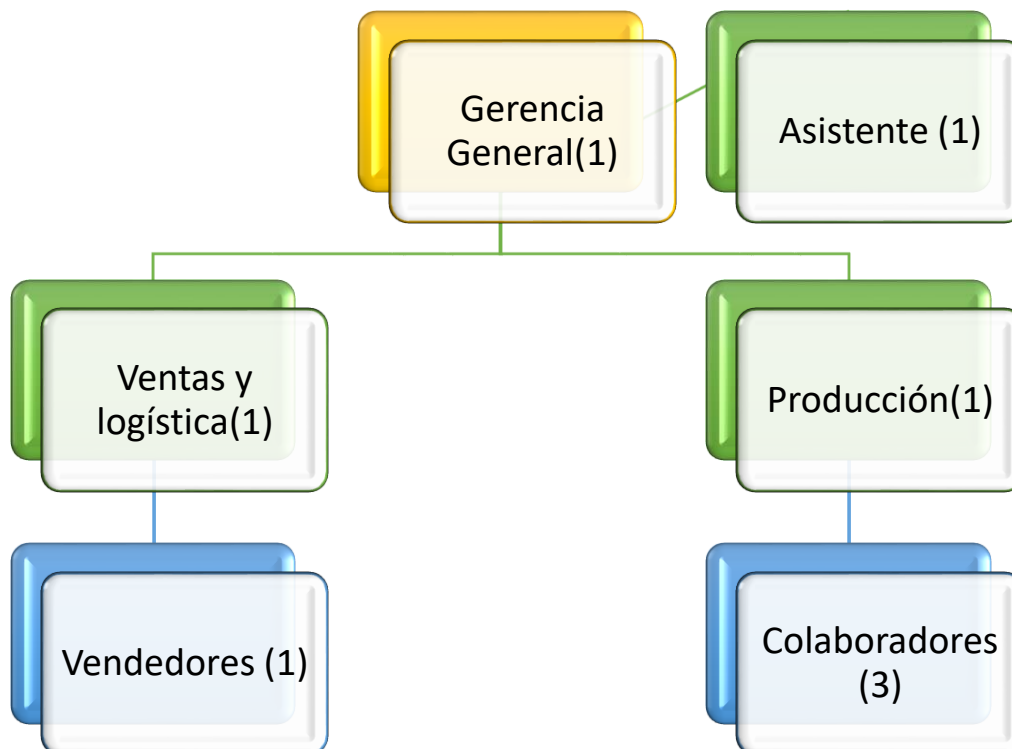 Gerencia
General(1)
Asistente (1)
Ventas y
logística(1)
Producción(1)
Vendedores (1)
Colaboradores
(3)